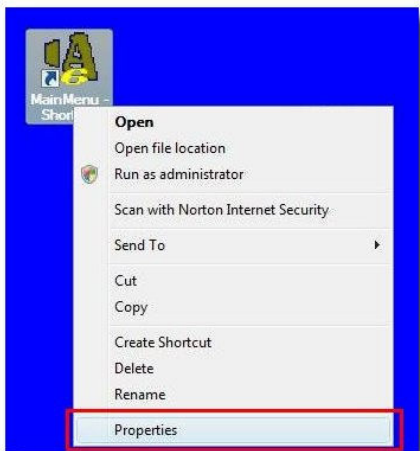 MainMenu -
Short
Open
Open file location
Run as administrator
Scan with Norton Internet Security
Send To
Cut
Copy
Create Shortcut
Delete
Rename
Properties